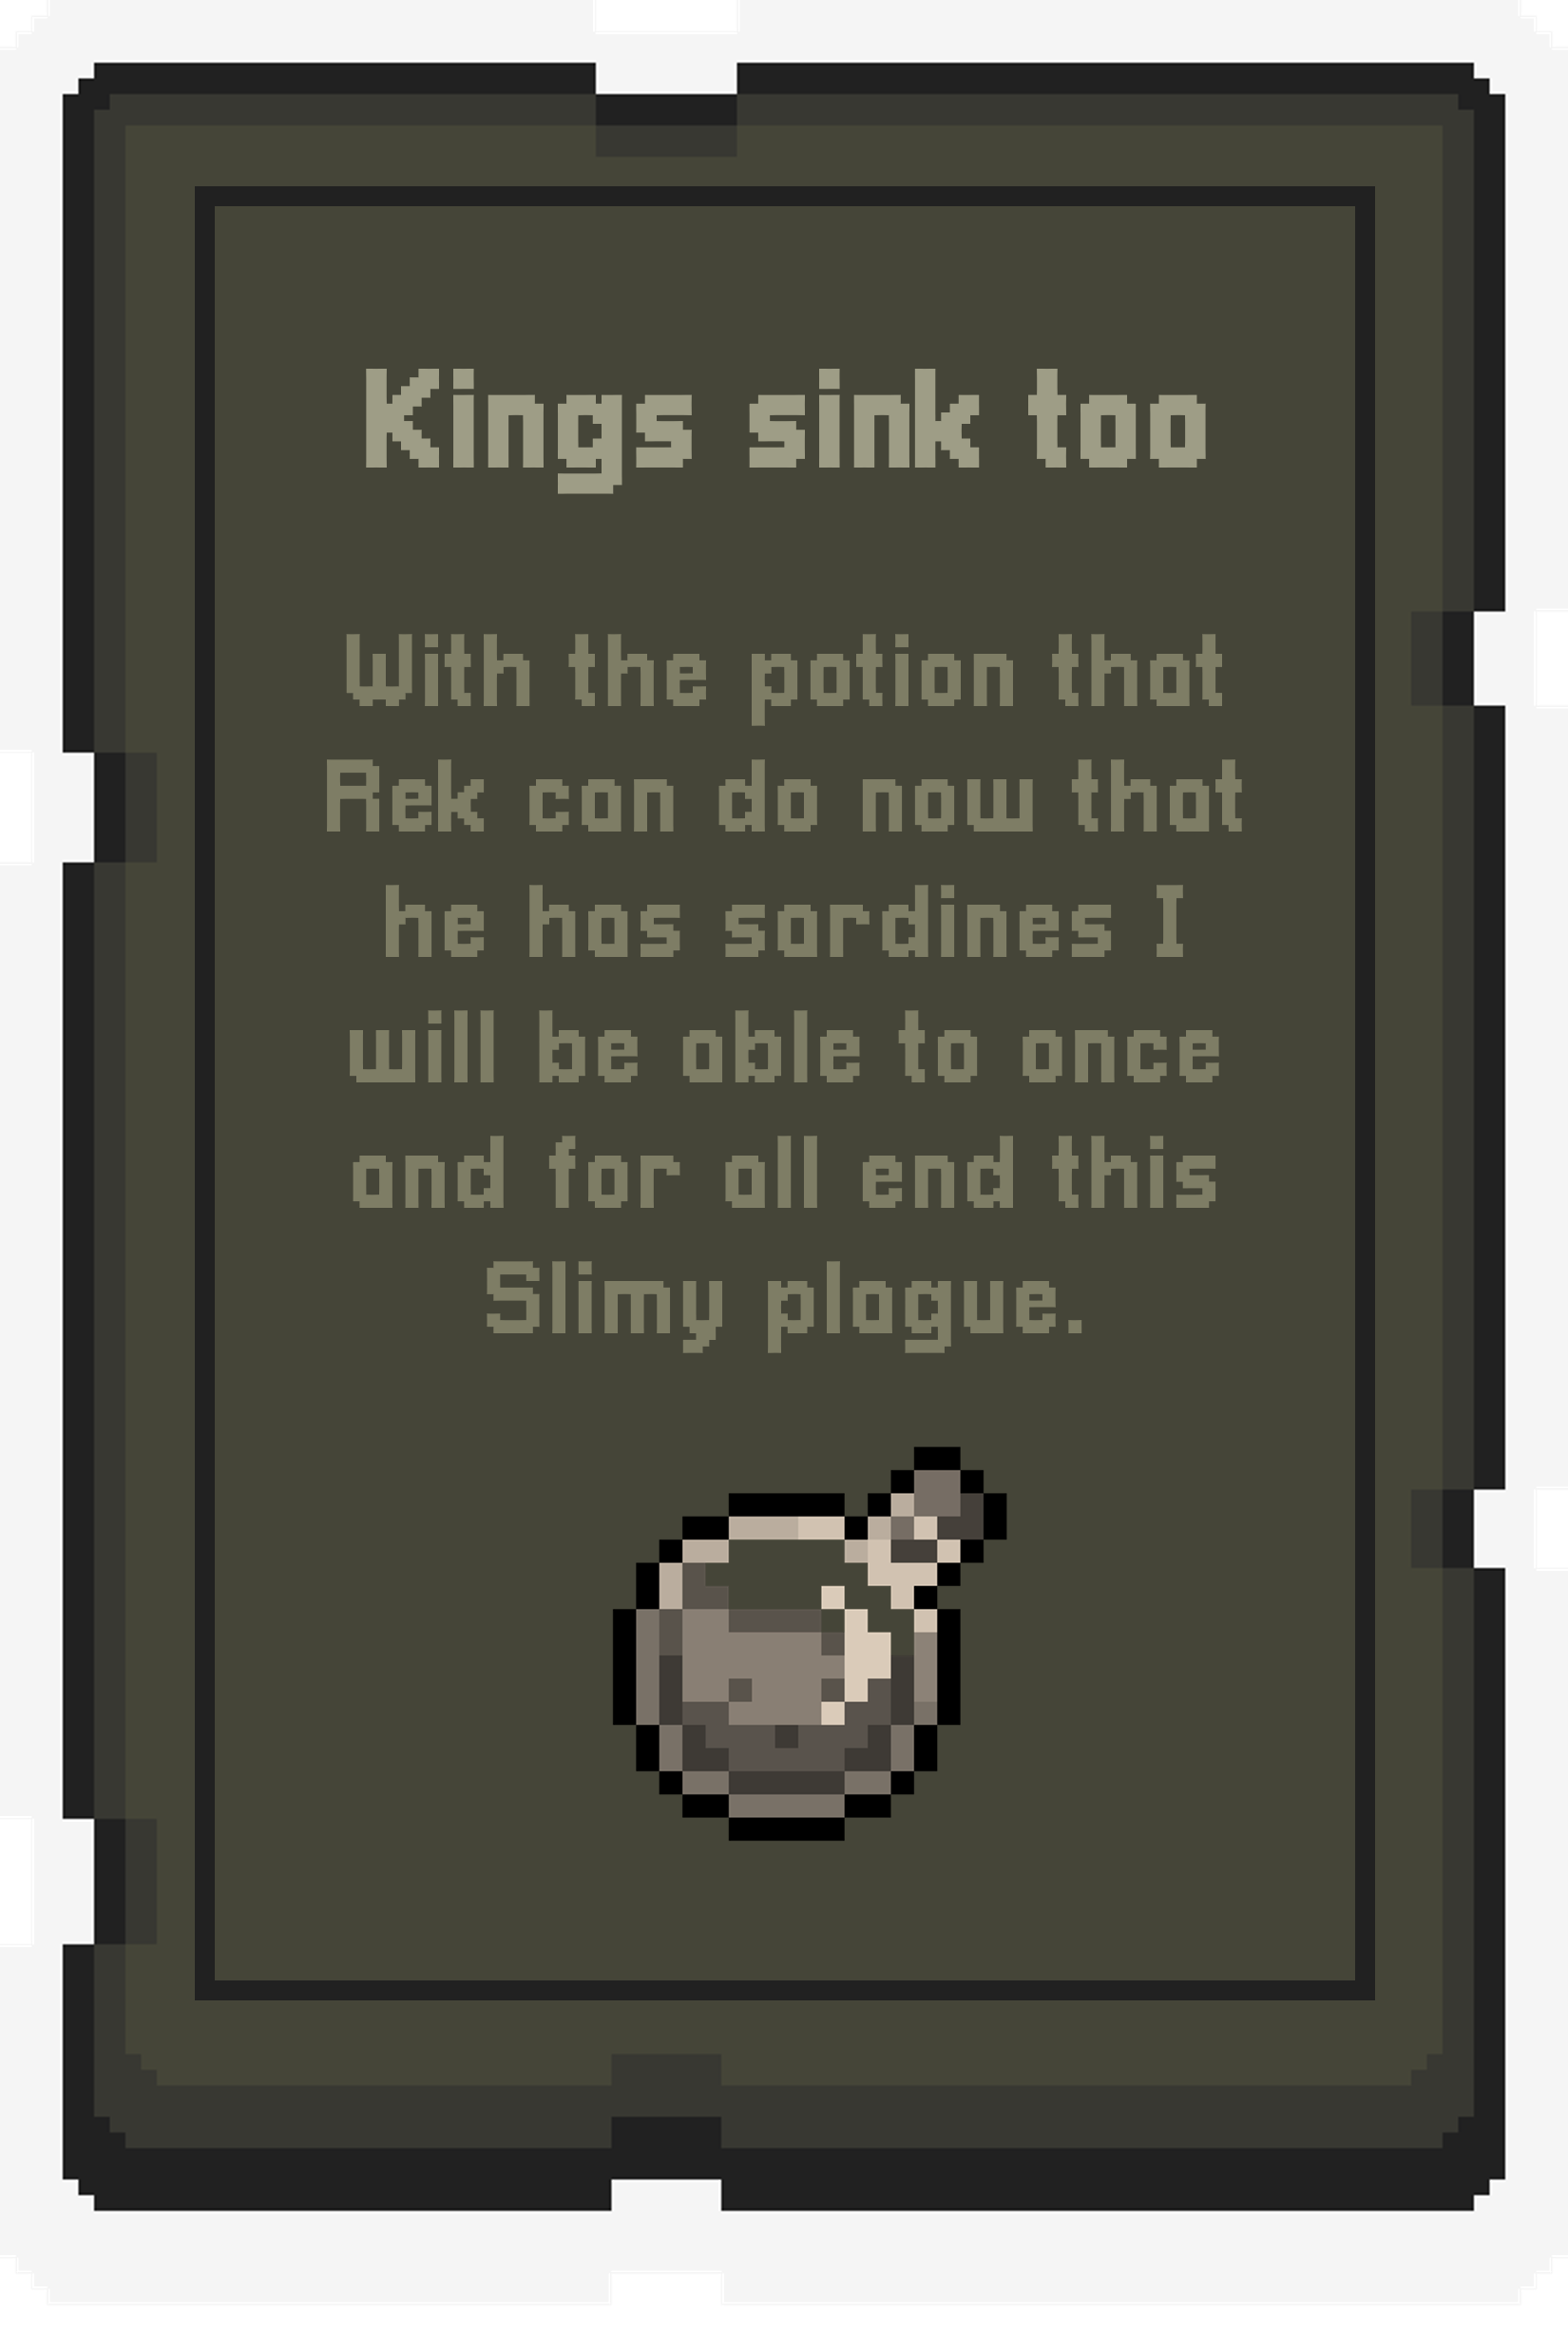 Kings sink too
With the potion that
Rek can do now that
he has sardines I
will be able to once
and for all end this
Slimy plague.